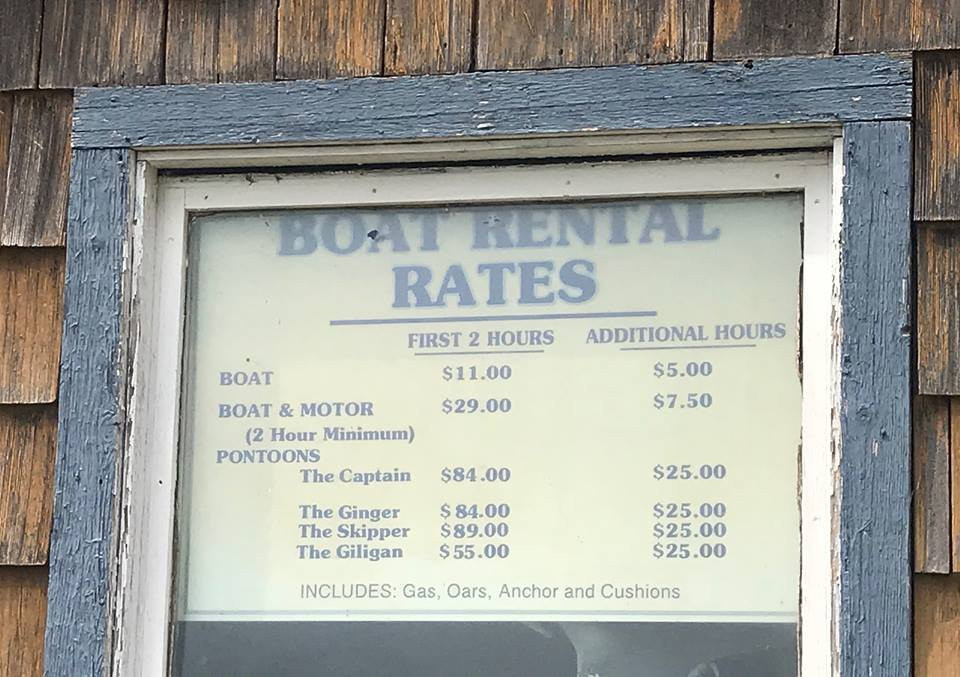 BOAT RENTAL
RATES
FIRST 2 HOURS ADDITIONAL HOURS
BOAT $11.00 $5.00
BOAT & MOTOR $29.00 $7.50
(2 Hour Minimum)
PONTOONS
The Captain $84.00 $25.00
The Ginger $84.00 $25.00
The Skipper $89.00 $25.00
The Giligan $55.00 $25.00
INCLUDES: Gas, Oars, Anchor and Cushions